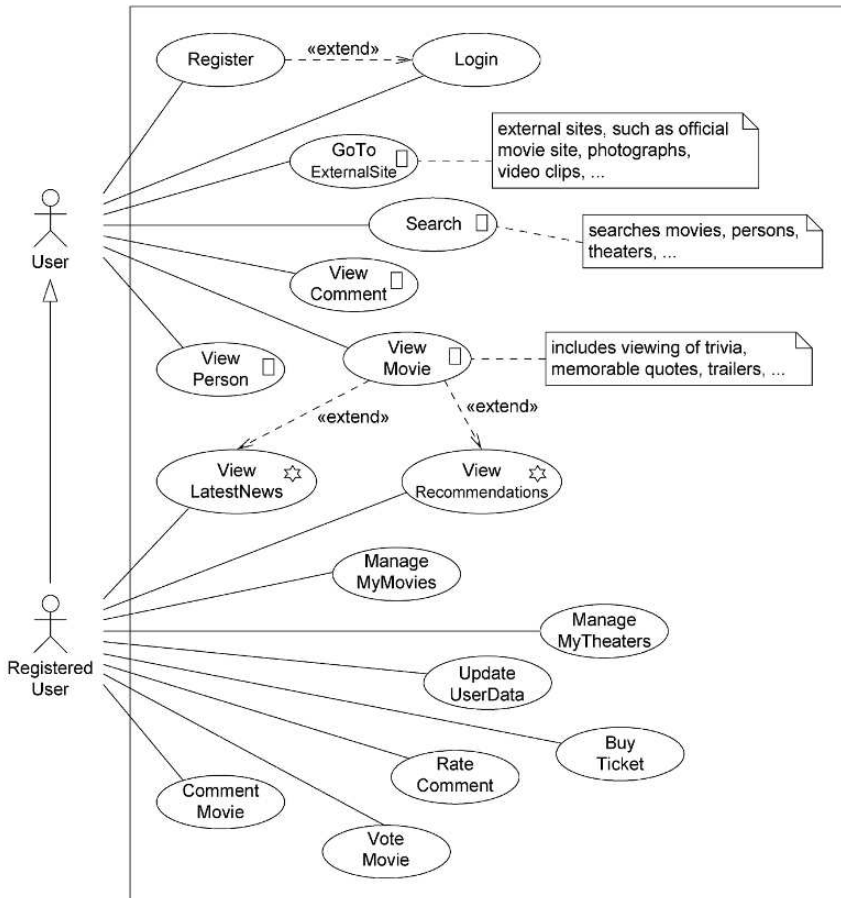 Register
«extend»
Login
GoTo
ExternalSite
external sites, such as official
movie site, photographs,
video clips, ...
Search
searches movies, persons,
theaters, ...
User
View
Comment
View
Person
View
Movie
includes viewing of trivia,
memorable quotes, trailers, ...
«extend»
«extend»
View
LatestNews
View
Recommendations
Manage
MyMovies
Manage
MyTheaters
Registered
User
Update
UserData
Buy
Ticket
Rate
Comment
Comment
Movie
Vote
Movie